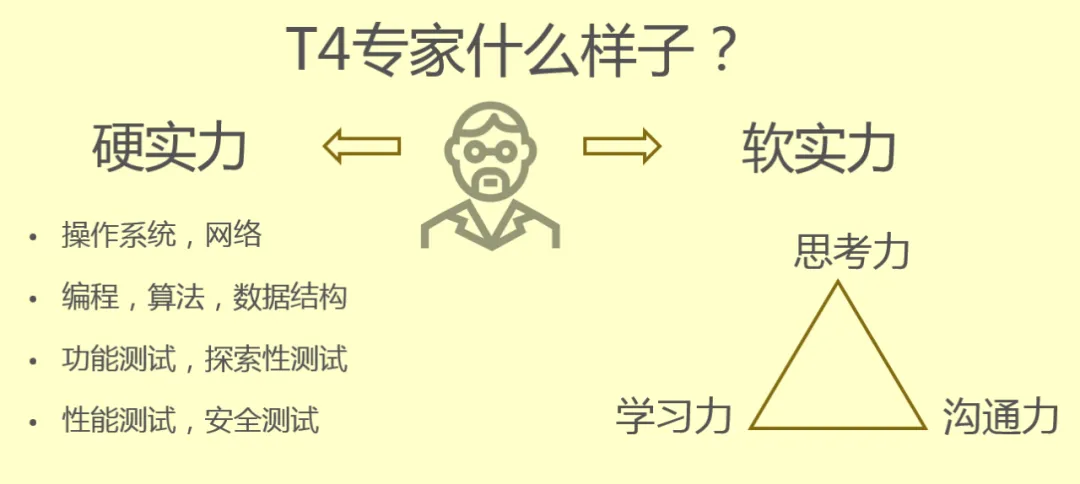 T4专家什么样子？
硬实力
软实力
• 操作系统，网络
• 编程，算法，数据结构
• 功能测试，探索性测试
• 性能测试，安全测试
思考力
学习力
沟通力